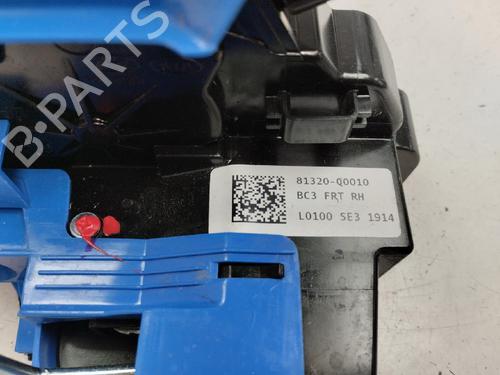 B-PARTS
81320-Q0010
BC3 FRT RH
L0100 SE3 1914